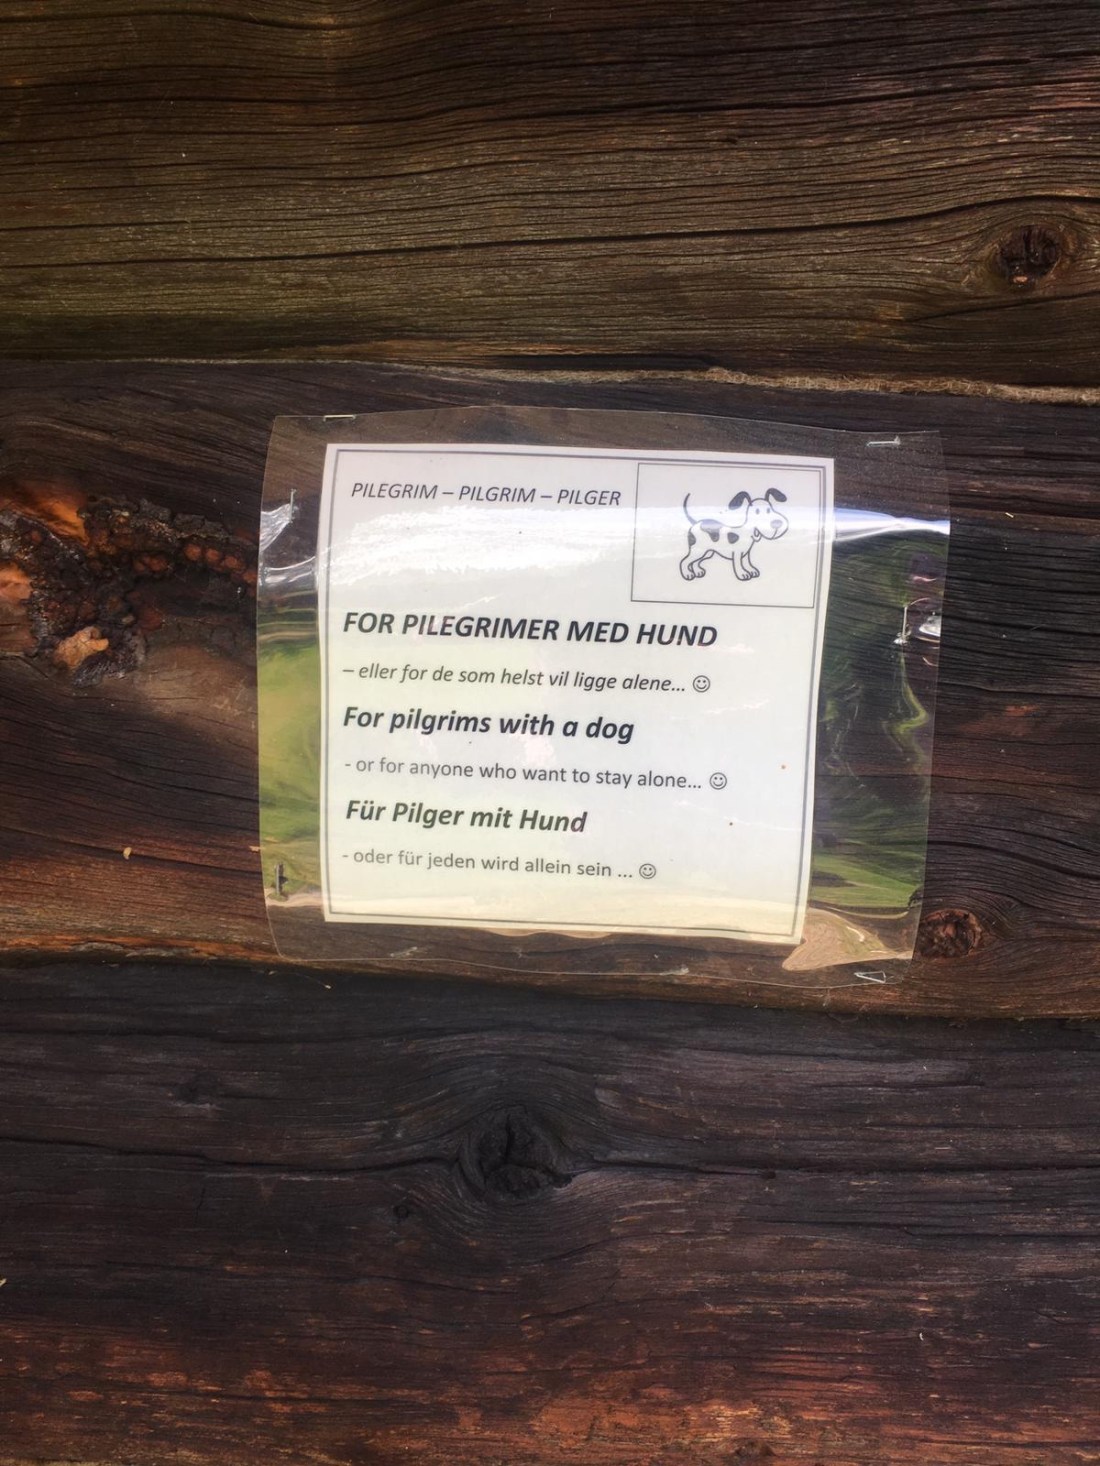 PILEGRIM – PILGRIM – PILGER
FOR PILEGRIMER MED HUND
– eller for de som helst vil ligge alene... ☺
For pilgrims with a dog
- or for anyone who want to stay alone... ☺
Für Pilger mit Hund
- oder für jeden wird allein sein ... ☺